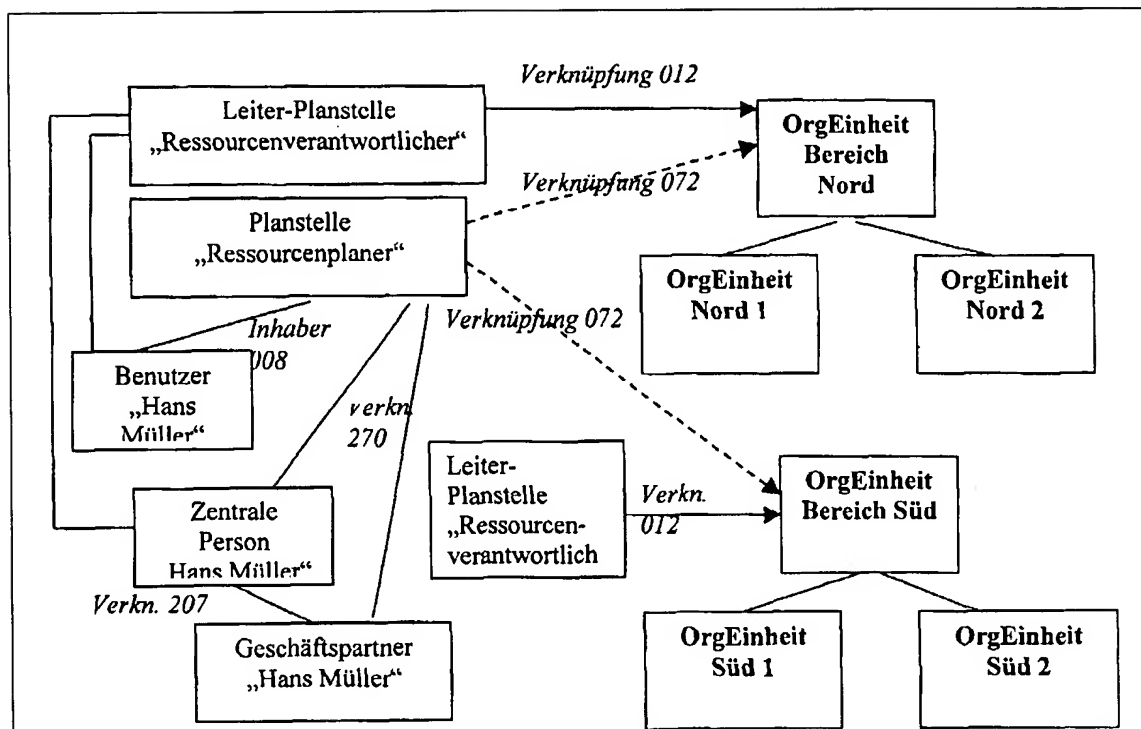 Verknüpfung 012
Leiter-Planstelle
„Ressourcenverantwortlicher“
OrgEinheit
Bereich
Nord
Verknüpfung 072
Planstelle
„Ressourcenplaner“
OrgEinheit
Nord 1
OrgEinheit
Nord 2
Verknüpfung 072
Inhaber
008
Benutzer
„Hans
Müller“
verkn.
270
Leiter-
Planstelle
„Ressourcen-
verantwortlich
Verkn.
012
OrgEinheit
Bereich Süd
Zentrale
Person
Hans Müller“
Verkn. 207
Geschäftspartner
„Hans Müller“
OrgEinheit
Süd 1
OrgEinheit
Süd 2